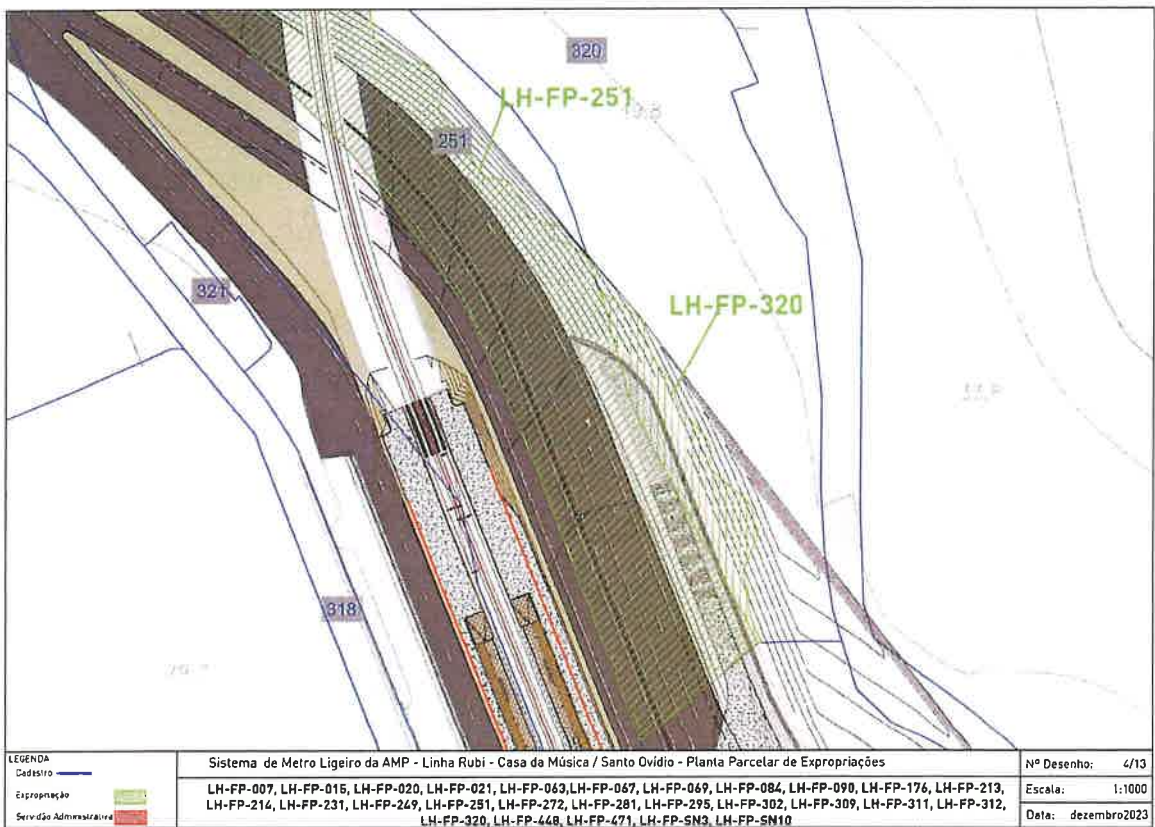 320
LH-FP-251
251
LH-FP-320
321
318
LEGENDA
Cadastro
Expropriação
Servidão Administrativa
Sistema de Metro Ligeiro da AMP - Linha Rubi - Casa da Música / Santo Ovídio - Planta Parcelar de Expropriações
LH-FP-007, LH-FP-015, LH-FP-020, LH-FP-021, LH-FP-063,LH-FP-067, LH-FP-069, LH-FP-084, LH-FP-090, LH-FP-176, LH-FP-213,
LH-FP-214, LH-FP-231, LH-FP-249, LH-FP-251, LH-FP-272, LH-FP-281, LH-FP-295, LH-FP-302, LH-FP-309, LH-FP-311, LH-FP-312,
LH-FP-320, LH-FP-448, LH-FP-471, LH-FP-SN3, LH-FP-SN10
Nº Desenho: 4/13
Escala: 1:1000
Data: dezembro2023